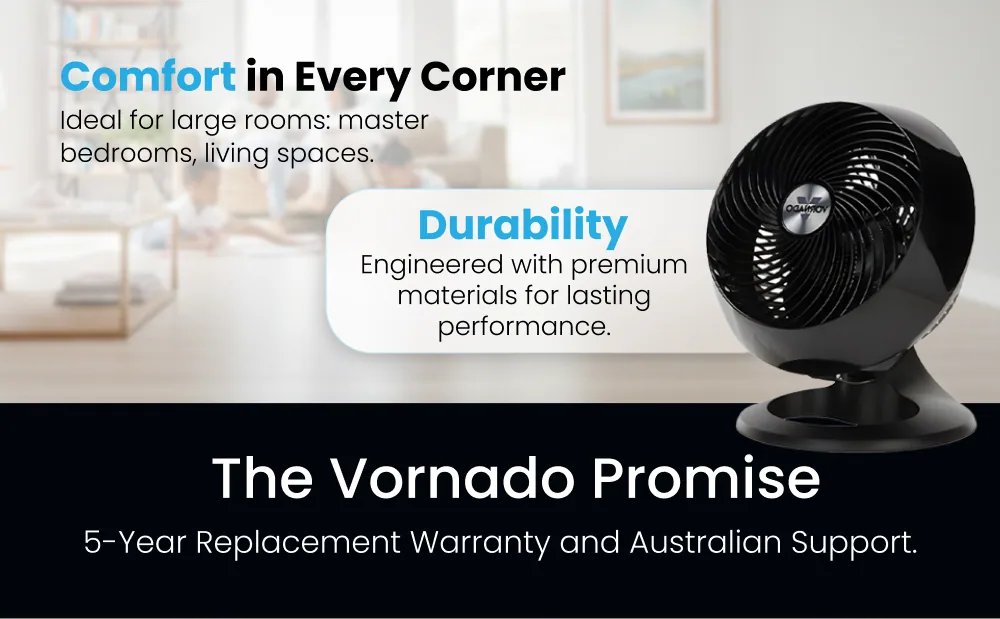 Comfort in Every Corner
Ideal for large rooms: master
bedrooms, living spaces.
Durability
Engineered with premium
materials for lasting
performance.
VORNADO
The Vornado Promise
5-Year Replacement Warranty and Australian Support.